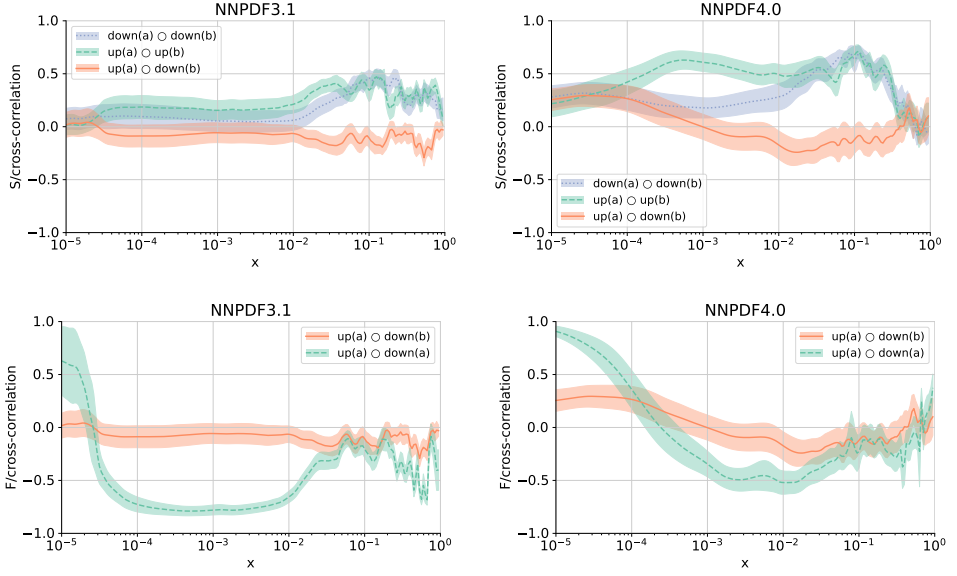 NNPDF3.1
S/cross-correlation
1.0
0.5
0.0
−0.5
−1.0
down(a) ○ down(b)
up(a) ○ up(b)
up(a) ○ down(b)
10⁻⁵
10⁻⁴
10⁻³
10⁻²
10⁻¹
10⁰
x
NNPDF4.0
S/cross-correlation
1.0
0.5
0.0
−0.5
−1.0
down(a) ○ down(b)
up(a) ○ up(b)
up(a) ○ down(b)
10⁻⁵
10⁻⁴
10⁻³
10⁻²
10⁻¹
10⁰
x
NNPDF3.1
F/cross-correlation
1.0
0.5
0.0
−0.5
−1.0
up(a) ○ down(b)
up(a) ○ down(a)
10⁻⁵
10⁻⁴
10⁻³
10⁻²
10⁻¹
10⁰
x
NNPDF4.0
F/cross-correlation
1.0
0.5
0.0
−0.5
−1.0
up(a) ○ down(b)
up(a) ○ down(a)
10⁻⁵
10⁻⁴
10⁻³
10⁻²
10⁻¹
10⁰
x